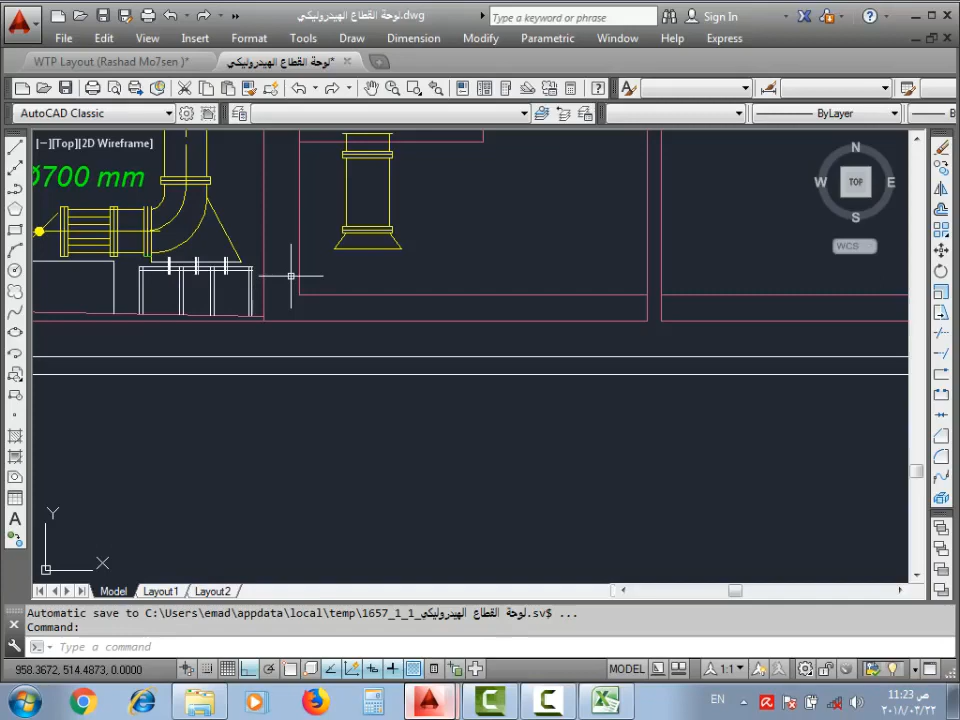 لوحة القطاع الهيدروليكي.dwg
Type a keyword or phrase
Sign In
File Edit View Insert Format Tools Draw Dimension Modify Parametric Window Help Express
WTP Layout (Rashad Mo7sen )*
لوحة القطاع الهيدروليكي*
AutoCAD Classic
ByLayer
[−][Top][2D Wireframe]
Ø700 mm
N
W TOP E
S
WCS
Y
X
Model Layout1 Layout2
Automatic save to C:\Users\emad\appdata\local\temp\لوحة القطاع الهيدروليكي_1_1_1657.sv$ ...
Command:
Type a command
958.3672, 514.4873, 0.0000
MODEL
1:1
EN
11:23 ص
٢٠١٨/٠٣/٢٢